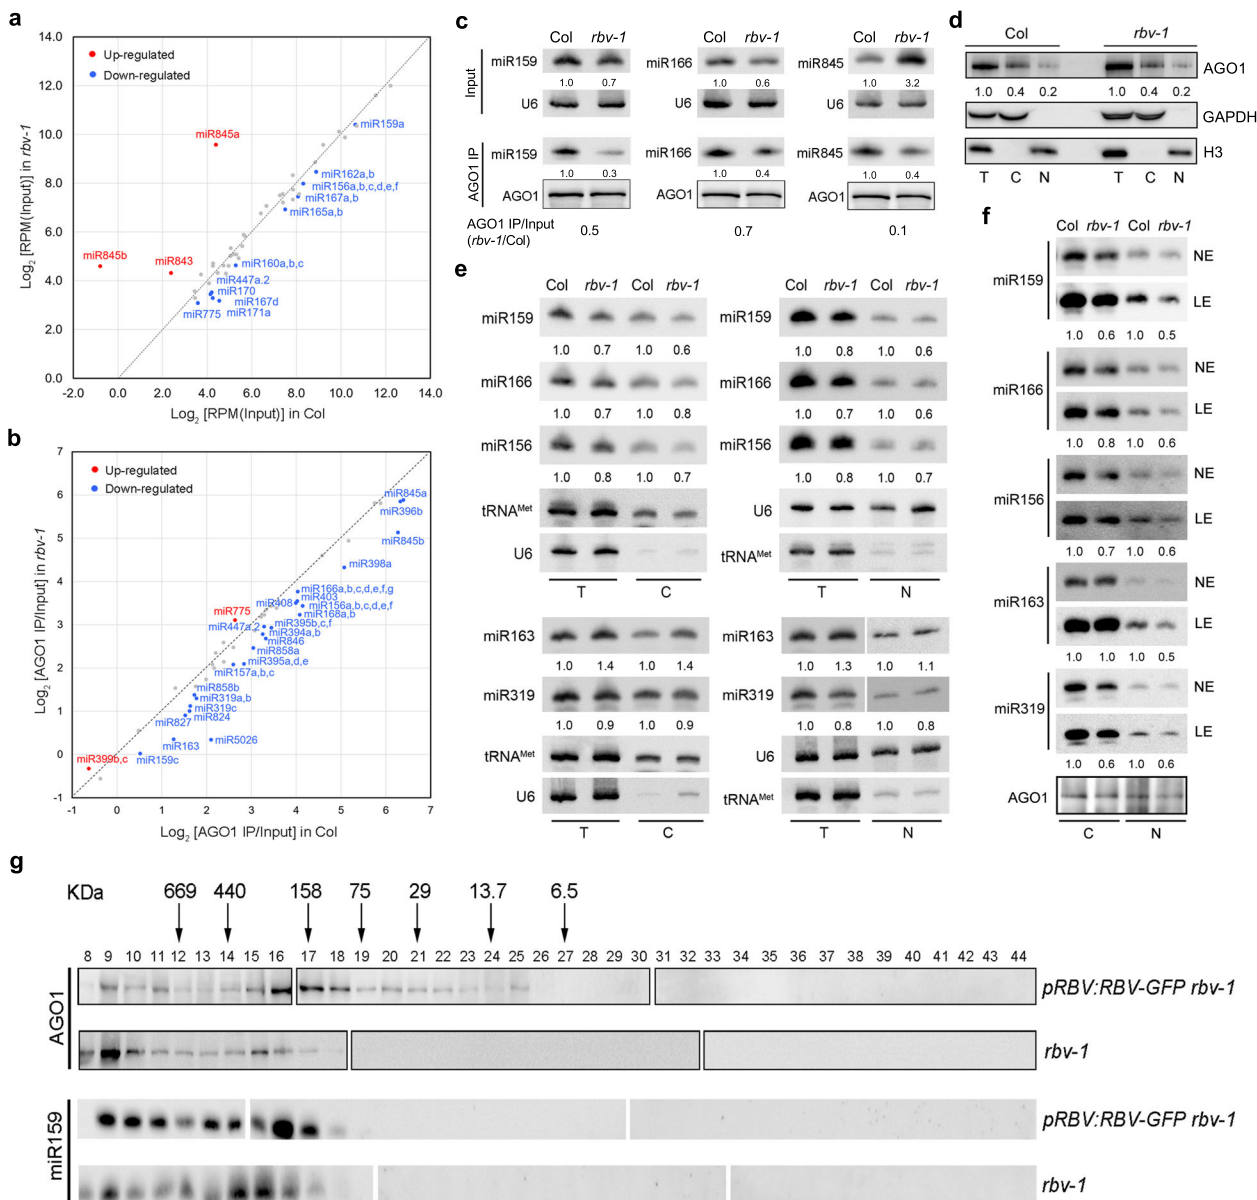 a
14.0
12.0
10.0
8.0
6.0
4.0
2.0
0.0
-2.0 0.0 2.0 4.0 6.0 8.0 10.0 12.0 14.0
Log2 [RPM(Input)] in rbv-1
Log2 [RPM(Input)] in Col
Up-regulated
Down-regulated
miR159a
miR845a
miR162a,b
miR156a,b,c,d,e,f
miR167a,b
miR165a,b
miR845b
miR843
miR160a,b,c
miR447a.2
miR170
miR167d
miR775
miR171a
b
7
6
5
4
3
2
1
0
-1
-1 0 1 2 3 4 5 6 7
Log2 [AGO1 IP/Input] in rbv-1
Log2 [AGO1 IP/Input] in Col
Up-regulated
Down-regulated
miR845a
miR396b
miR845b
miR398a
miR166a,b,c,d,e,f,g
miR403
miR408
miR156a,b,c,d,e,f
miR775
miR168a,b
miR447a.2
miR395b,c,f
miR394a,b
miR846
miR858a
miR395a,d,e
miR157a,b,c
miR858b
miR319a,b
miR319c
miR824
miR827
miR163
miR5026
miR399b,c
miR159c
c
Col rbv-1 Col rbv-1 Col rbv-1
Input
miR159 miR166 miR845
1.0 0.7 1.0 0.6 1.0 3.2
U6 U6 U6
AGO1 IP
miR159 miR166 miR845
1.0 0.3 1.0 0.4 1.0 0.4
AGO1 AGO1 AGO1
AGO1 IP/Input
(rbv-1/Col) 0.5 0.7 0.1
d
Col rbv-1
AGO1
1.0 0.4 0.2 1.0 0.4 0.2
GAPDH
H3
T C N T C N
e
Col rbv-1 Col rbv-1 Col rbv-1 Col rbv-1
miR159 miR159
1.0 0.7 1.0 0.6 1.0 0.8 1.0 0.6
miR166 miR166
1.0 0.7 1.0 0.8 1.0 0.7 1.0 0.6
miR156 miR156
1.0 0.8 1.0 0.7 1.0 0.8 1.0 0.7
tRNAMet U6
U6 tRNAMet
T C T N
miR163 miR163
1.0 1.4 1.0 1.4 1.0 1.3 1.0 1.1
miR319 miR319
1.0 0.9 1.0 0.9 1.0 0.8 1.0 0.8
tRNAMet U6
U6 tRNAMet
T C T N
f
Col rbv-1 Col rbv-1
NE
miR159
LE
1.0 0.6 1.0 0.5
NE
miR166
LE
1.0 0.8 1.0 0.6
NE
miR156
LE
1.0 0.7 1.0 0.6
NE
miR163
LE
1.0 1.0 1.0 0.5
NE
miR319
LE
1.0 0.6 1.0 0.6
AGO1
C N
g
KDa 669 440 158 75 29 13.7 6.5
8 9 10 11 12 13 14 15 16 17 18 19 20 21 22 23 24 25 26 27 28 29 30 31 32 33 34 35 36 37 38 39 40 41 42 43 44
AGO1
pRBV:RBV-GFP rbv-1
rbv-1
miR159
pRBV:RBV-GFP rbv-1
rbv-1